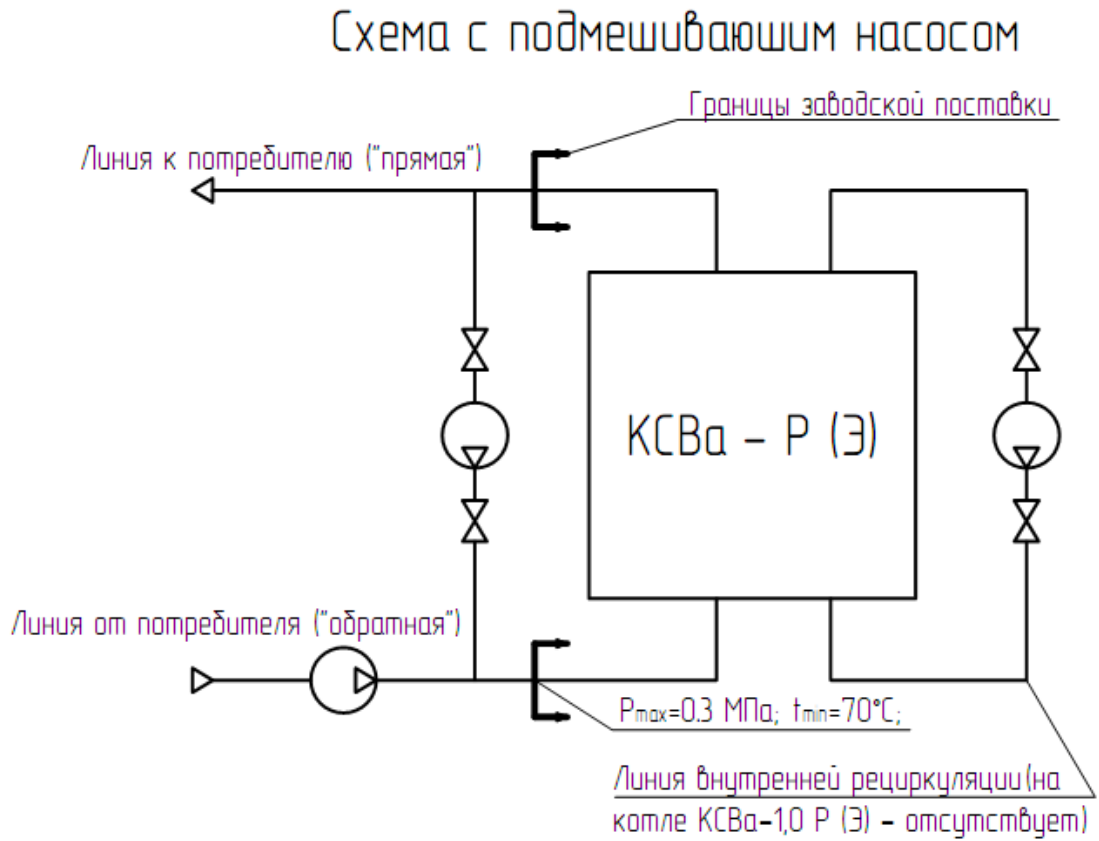 Схема с подмешиваюшим насосом
Границы заводской поставки
Линия к потребителю ("прямая")
КСВа - Р (Э)
Линия от потребителя ("обратная")
Pmax=0.3 МПа; tmin=70°C;
Линия внутренней рециркуляции(на
котле КСВа-1,0 Р (Э) - отсутствует)